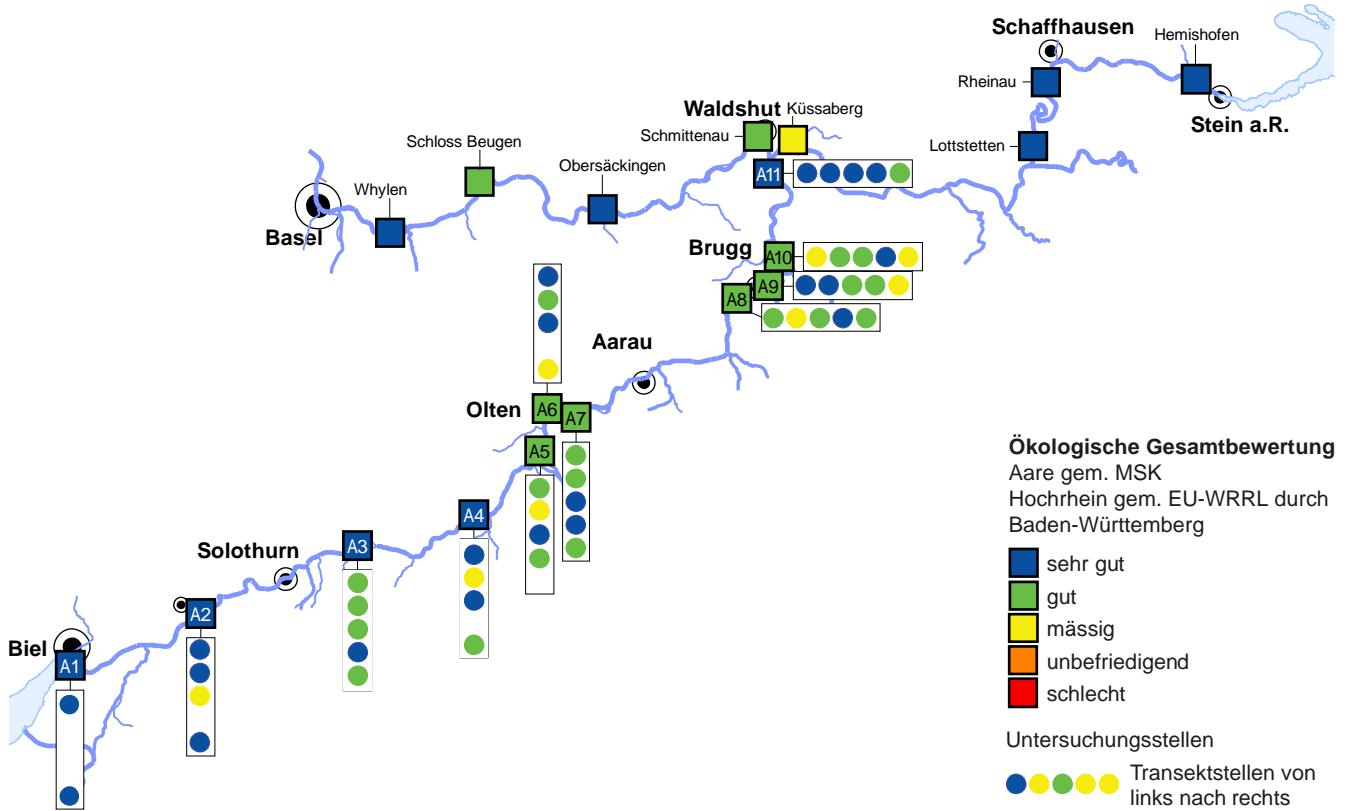 Schaffhausen
Hemishofen
Rheinau
Stein a.R.
Waldshut
Küssaberg
Schmittenau
Lottstetten
Schloss Beugen
Obersäckingen
A11
Whylen
Basel
Brugg
A10
A9
A8
Aarau
Olten
A6
A7
A5
A4
Solothurn
A3
A2
Biel
A1
Ökologische Gesamtbewertung
Aare gem. MSK
Hochrhein gem. EU-WRRL durch
Baden-Württemberg
sehr gut
gut
mässig
unbefriedigend
schlecht
Untersuchungsstellen
Transektstellen von
links nach rechts